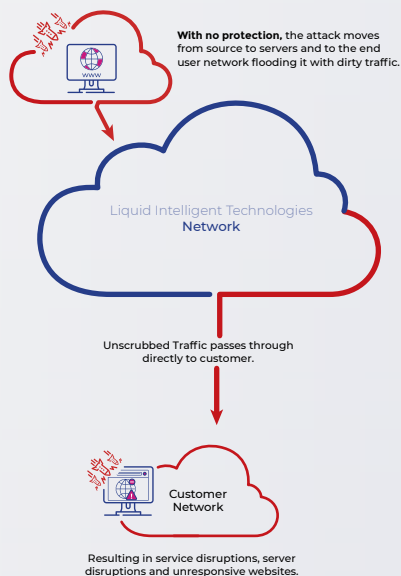 With no protection, the attack moves
from source to servers and to the end
user network flooding it with dirty traffic.
WWW
Liquid Intelligent Technologies
Network
Unscrubbed Traffic passes through
directly to customer.
Customer
Network
Resulting in service disruptions, server
disruptions and unresponsive websites.